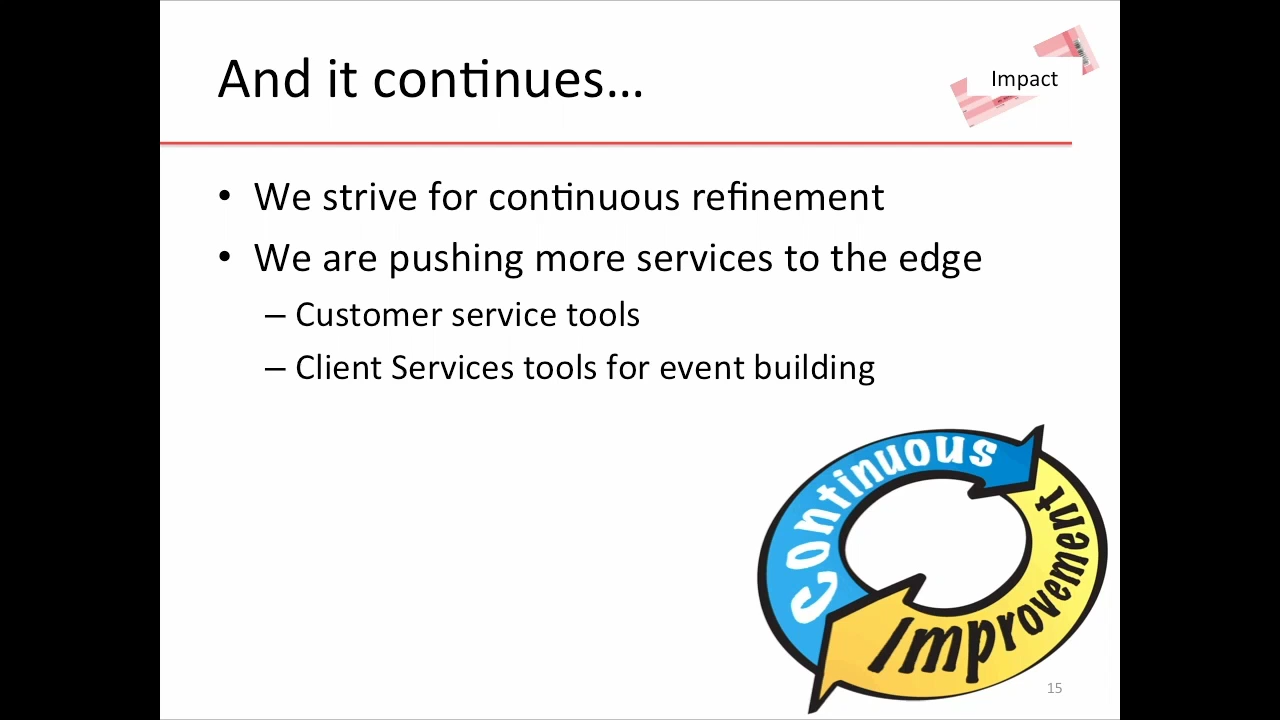 And it continues...
Impact
• We strive for continuous refinement
• We are pushing more services to the edge
– Customer service tools
– Client Services tools for event building
Continuous
Improvement
15